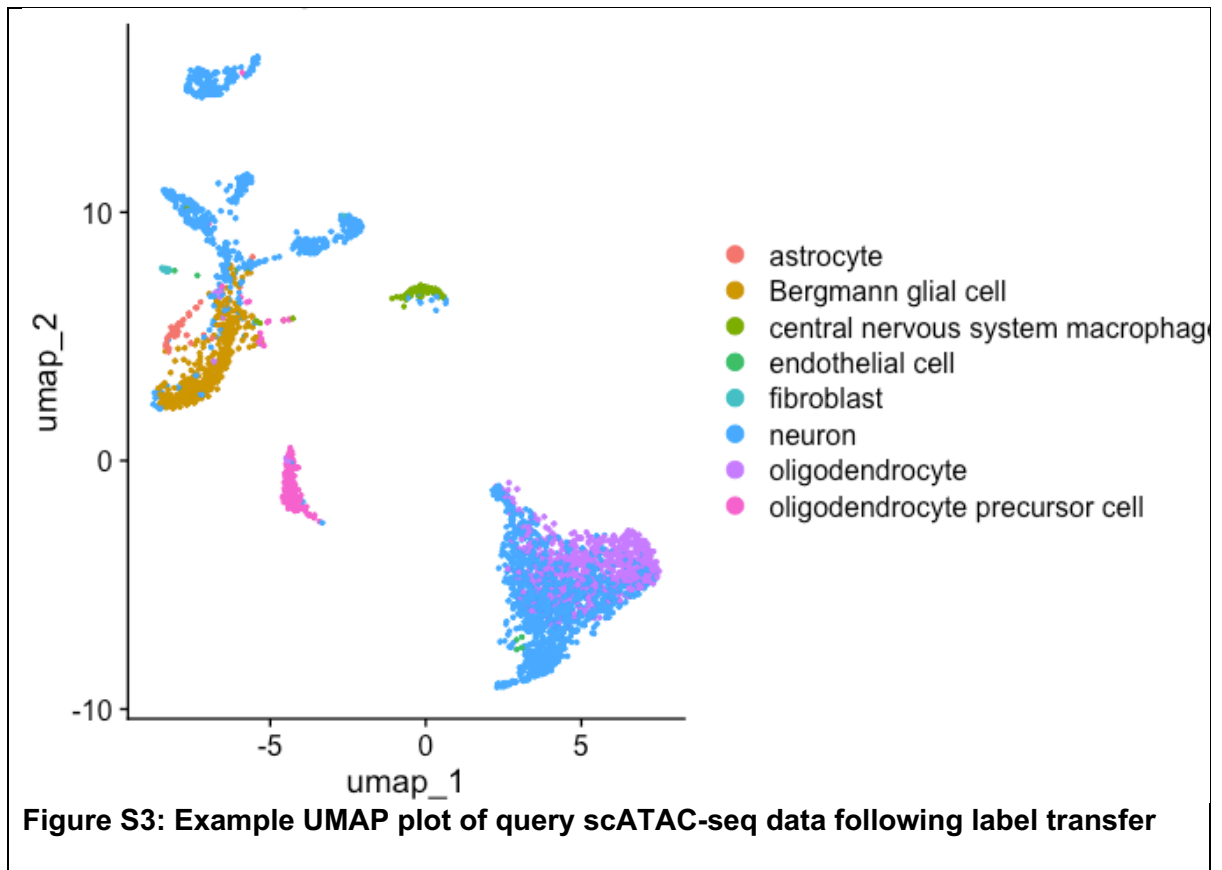 10
0
-10
umap_2
-5
0
5
umap_1
astrocyte
Bergmann glial cell
central nervous system macrophage
endothelial cell
fibroblast
neuron
oligodendrocyte
oligodendrocyte precursor cell
Figure S3: Example UMAP plot of query scATAC-seq data following label transfer